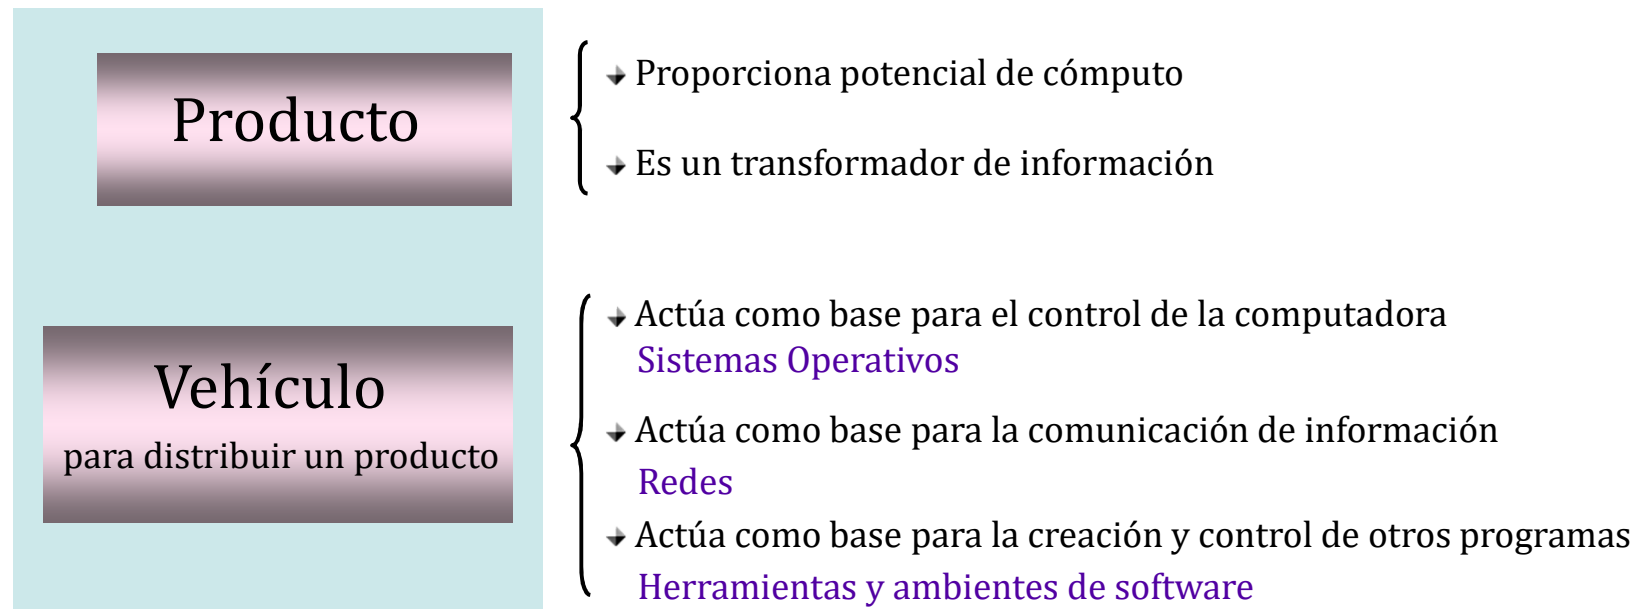 Producto
Proporciona potencial de cómputo
Es un transformador de información
Vehículo
para distribuir un producto
Actúa como base para el control de la computadora
Sistemas Operativos
Actúa como base para la comunicación de información
Redes
Actúa como base para la creación y control de otros programas
Herramientas y ambientes de software